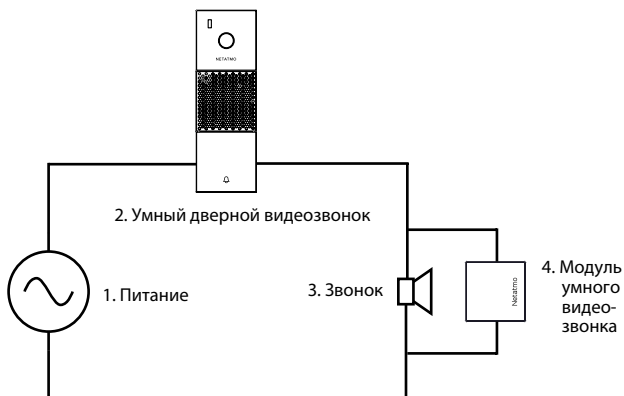 NETATMO
2. Умный дверной видеозвонок
1. Питание
3. Звонок
Netatmo
4. Модуль
умного
видео-
звонка